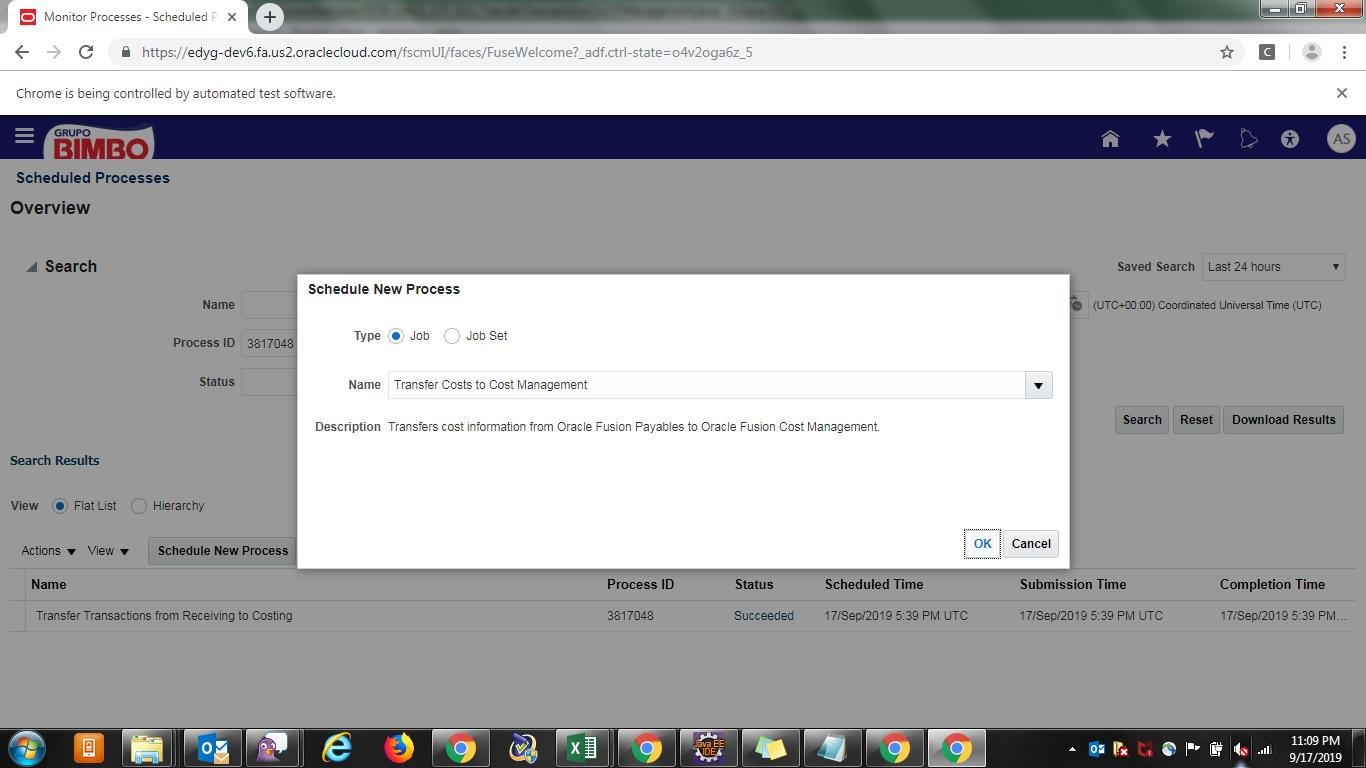 Monitor Processes - Scheduled P
https://edyg-dev6.fa.us2.oraclecloud.com/fscmUI/faces/FuseWelcome?_adf.ctrl-state=o4v2oga6z_5
C
Chrome is being controlled by automated test software.
GRUPO
BIMBO
AS
Scheduled Processes
Overview
Search
Saved Search Last 24 hours
Name
(UTC+00:00) Coordinated Universal Time (UTC)
Process ID 3817048
Status
Search Reset Download Results
Schedule New Process
Type Job Job Set
Name Transfer Costs to Cost Management
Description Transfers cost information from Oracle Fusion Payables to Oracle Fusion Cost Management.
OK Cancel
Search Results
View Flat List Hierarchy
Actions View Schedule New Process
Name Process ID Status Scheduled Time Submission Time Completion Time
Transfer Transactions from Receiving to Costing 3817048 Succeeded 17/Sep/2019 5:39 PM UTC 17/Sep/2019 5:39 PM UTC 17/Sep/2019 5:39 PM...
Java EE
IDE
11:09 PM
9/17/2019